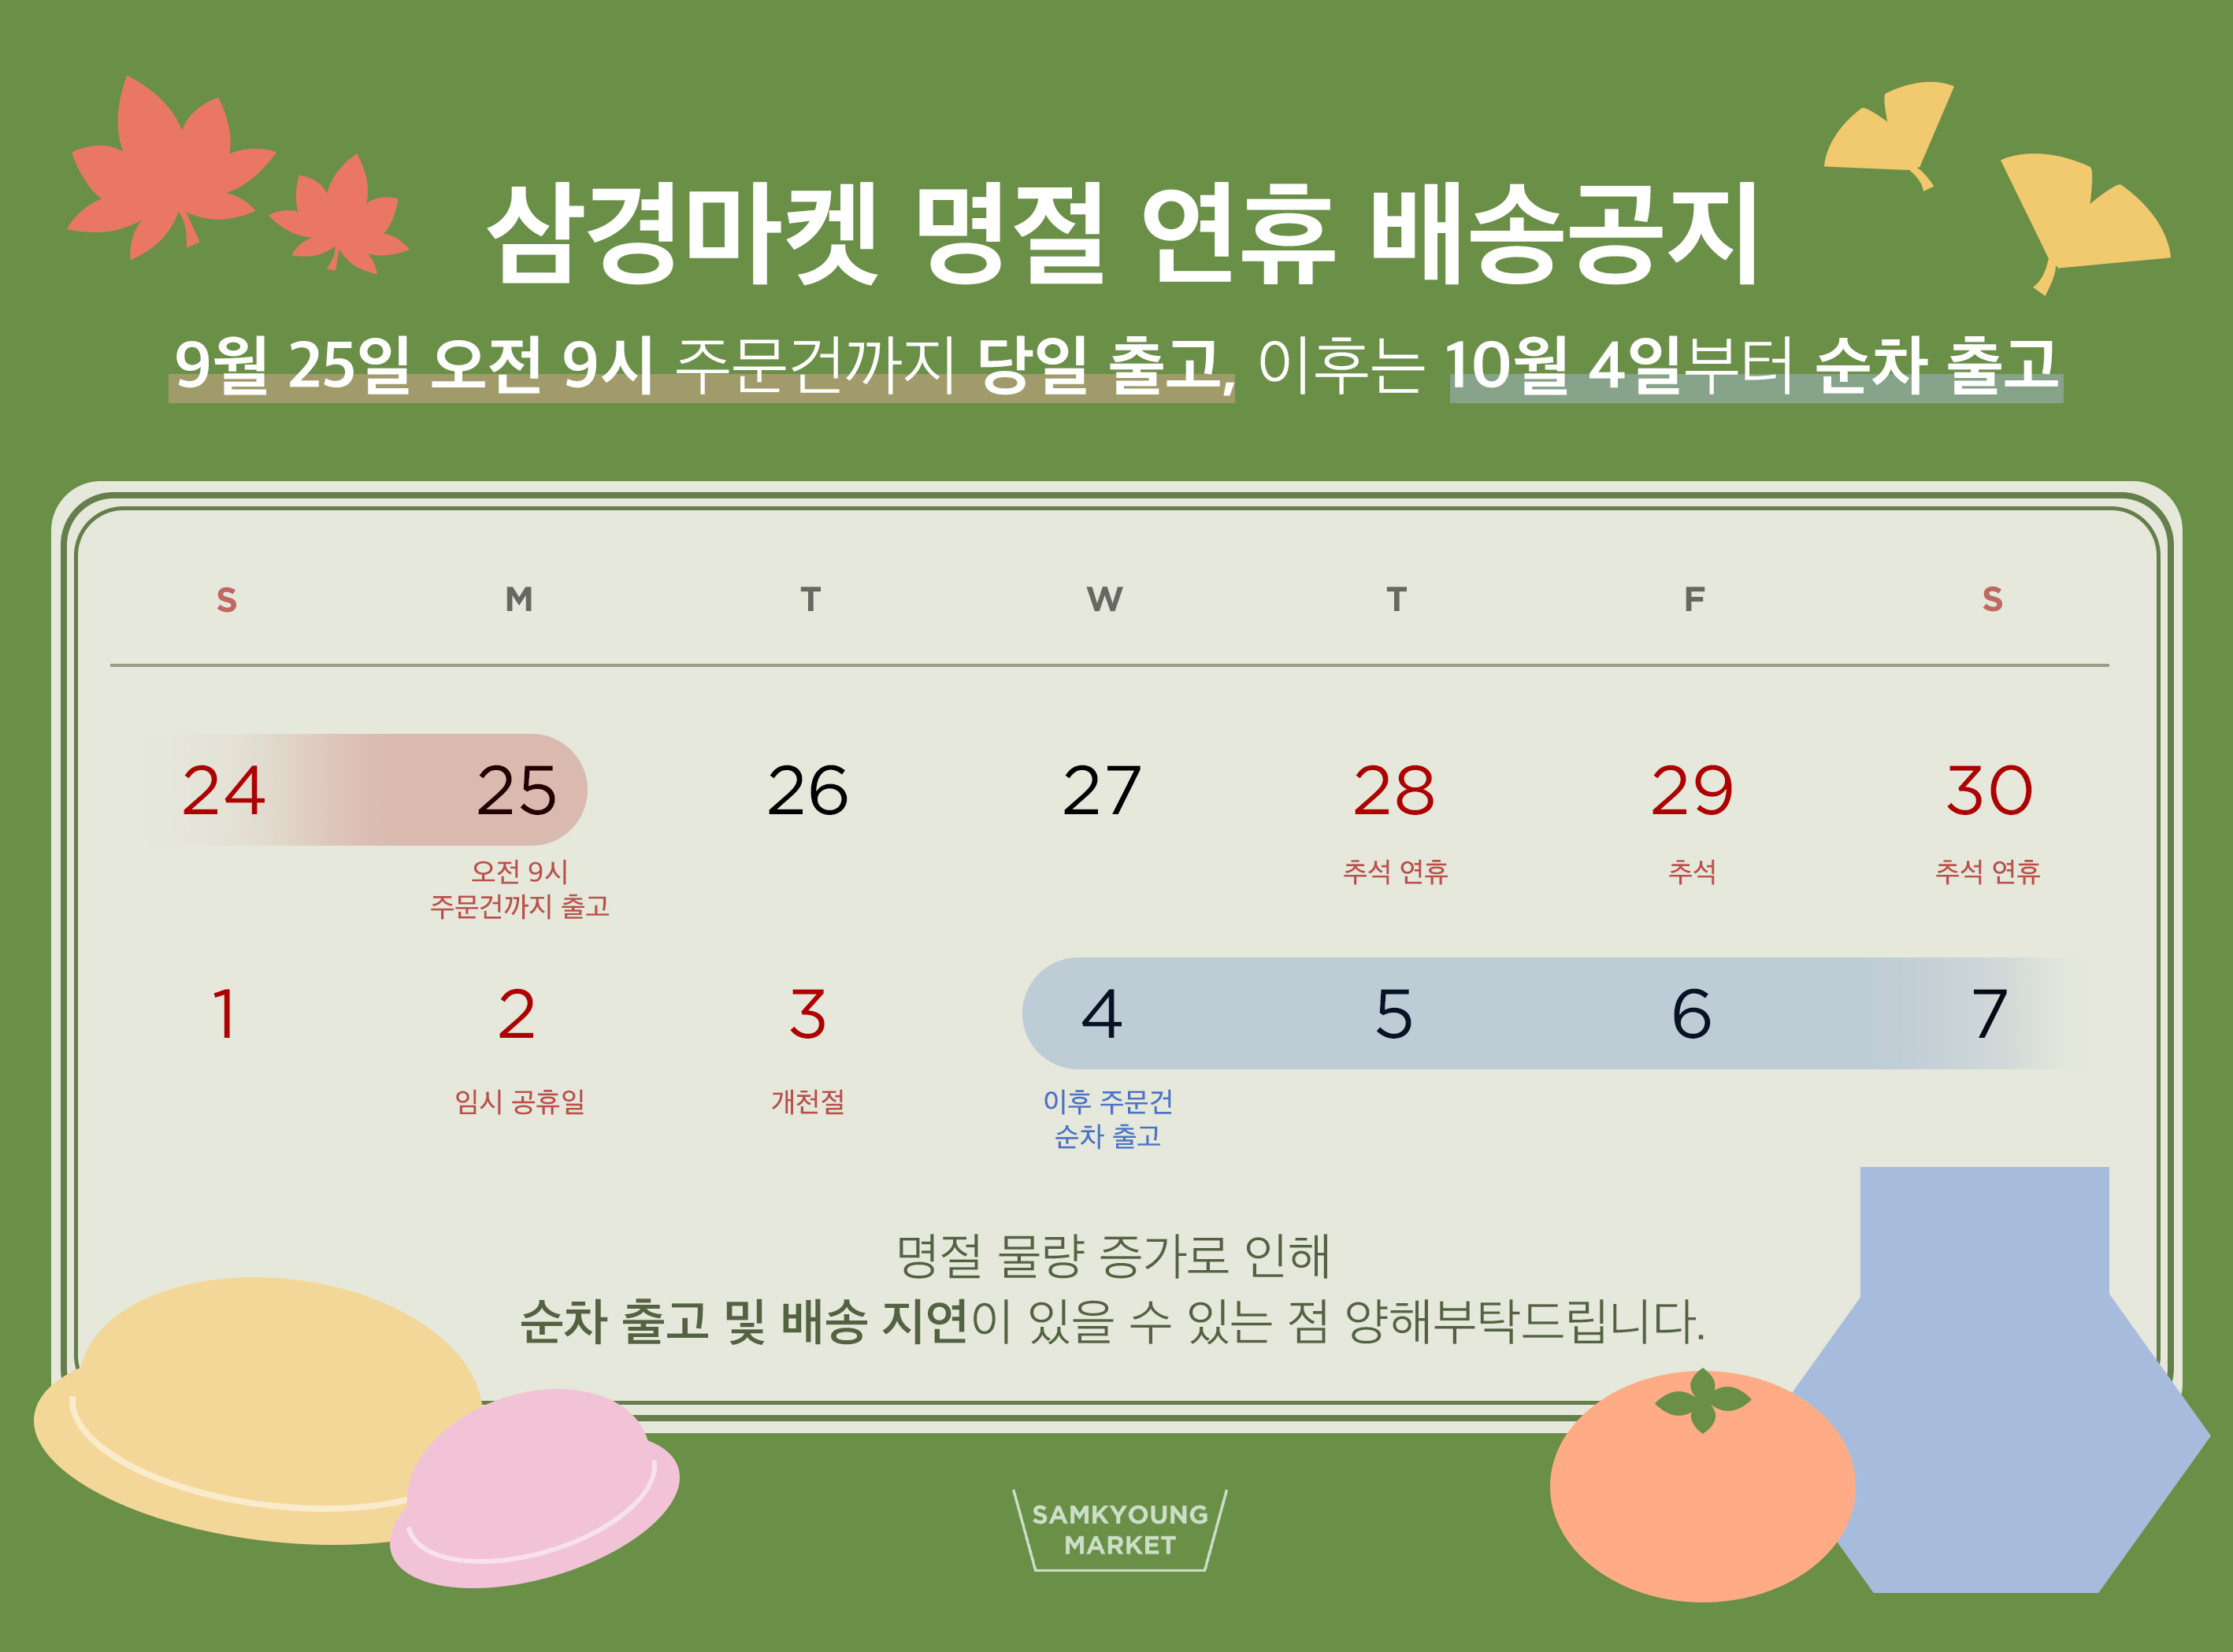 삼경마켓 명절 연휴 배송공지
9월 25일 오전 9시 주문건까지 당일 출고, 이후는 10월 4일부터 순차 출고
S M T W T F S
24 25 26 27 28 29 30
오전 9시
주문건까지 출고
추석 연휴 추석 추석 연휴
1 2 3 4 5 6 7
임시 공휴일 개천절 이후 주문건
순차 출고
명절 물량 증가로 인해
순차 출고 및 배송 지연이 있을 수 있는 점 양해부탁드립니다.
SAMKYOUNG
MARKET